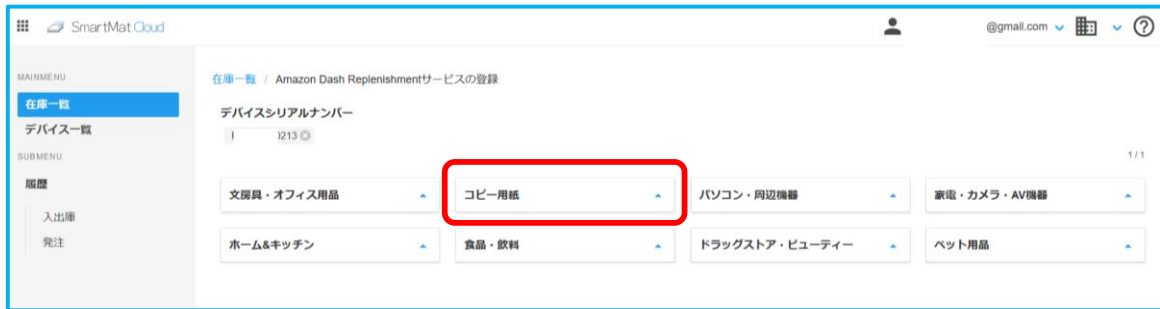 SmartMat Cloud
@gmail.com
MAINMENU
在庫一覧
デバイス一覧
SUBMENU
履歴
入出庫
発注
在庫一覧 / Amazon Dash Replenishmentサービスの登録
デバイスシリアルナンバー
213
1/1
文房具・オフィス用品
コピー用紙
パソコン・周辺機器
家電・カメラ・AV機器
ホーム&キッチン
食品・飲料
ドラッグストア・ビューティー
ペット用品